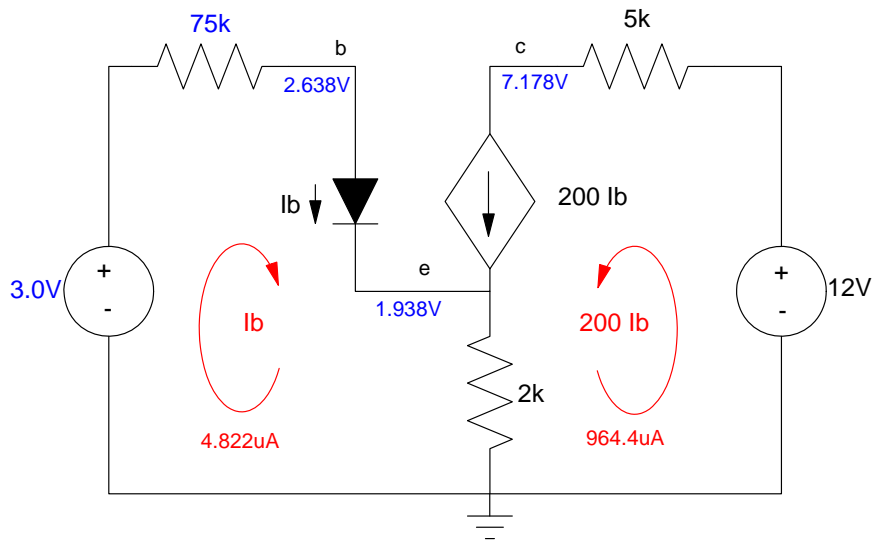 75k
b
c
5k
2.638V
7.178V
Ib
200 Ib
e
+
-
3.0V
+
-
12V
1.938V
Ib
200 Ib
2k
4.822uA
964.4uA